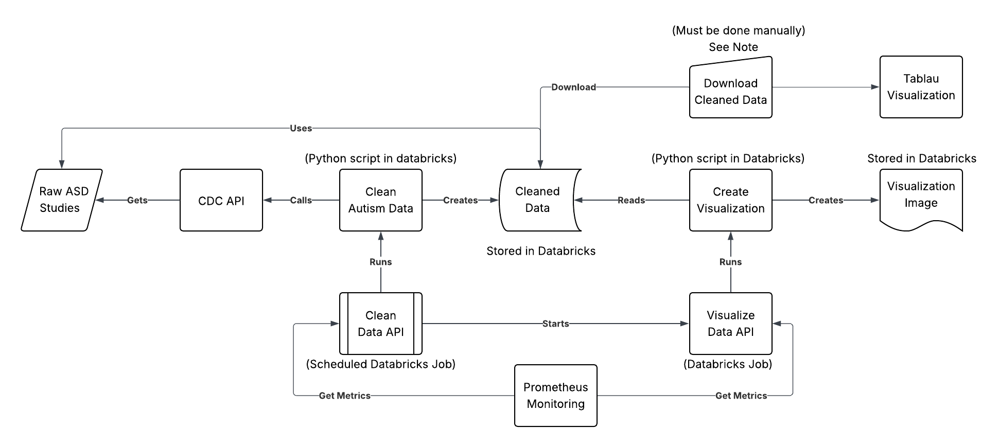 (Must be done manually)
See Note
Download
Cleaned Data
Tablau
Visualization
Download
Uses
(Python script in databricks)
(Python script in Databricks)
Stored in Databricks
Raw ASD
Studies
Gets
CDC API
Calls
Clean
Autism Data
Creates
Cleaned
Data
Reads
Create
Visualization
Creates
Visualization
Image
Stored in Databricks
Runs
Runs
Clean
Data API
Starts
Visualize
Data API
(Scheduled Databricks Job)
(Databricks Job)
Get Metrics
Prometheus
Monitoring
Get Metrics